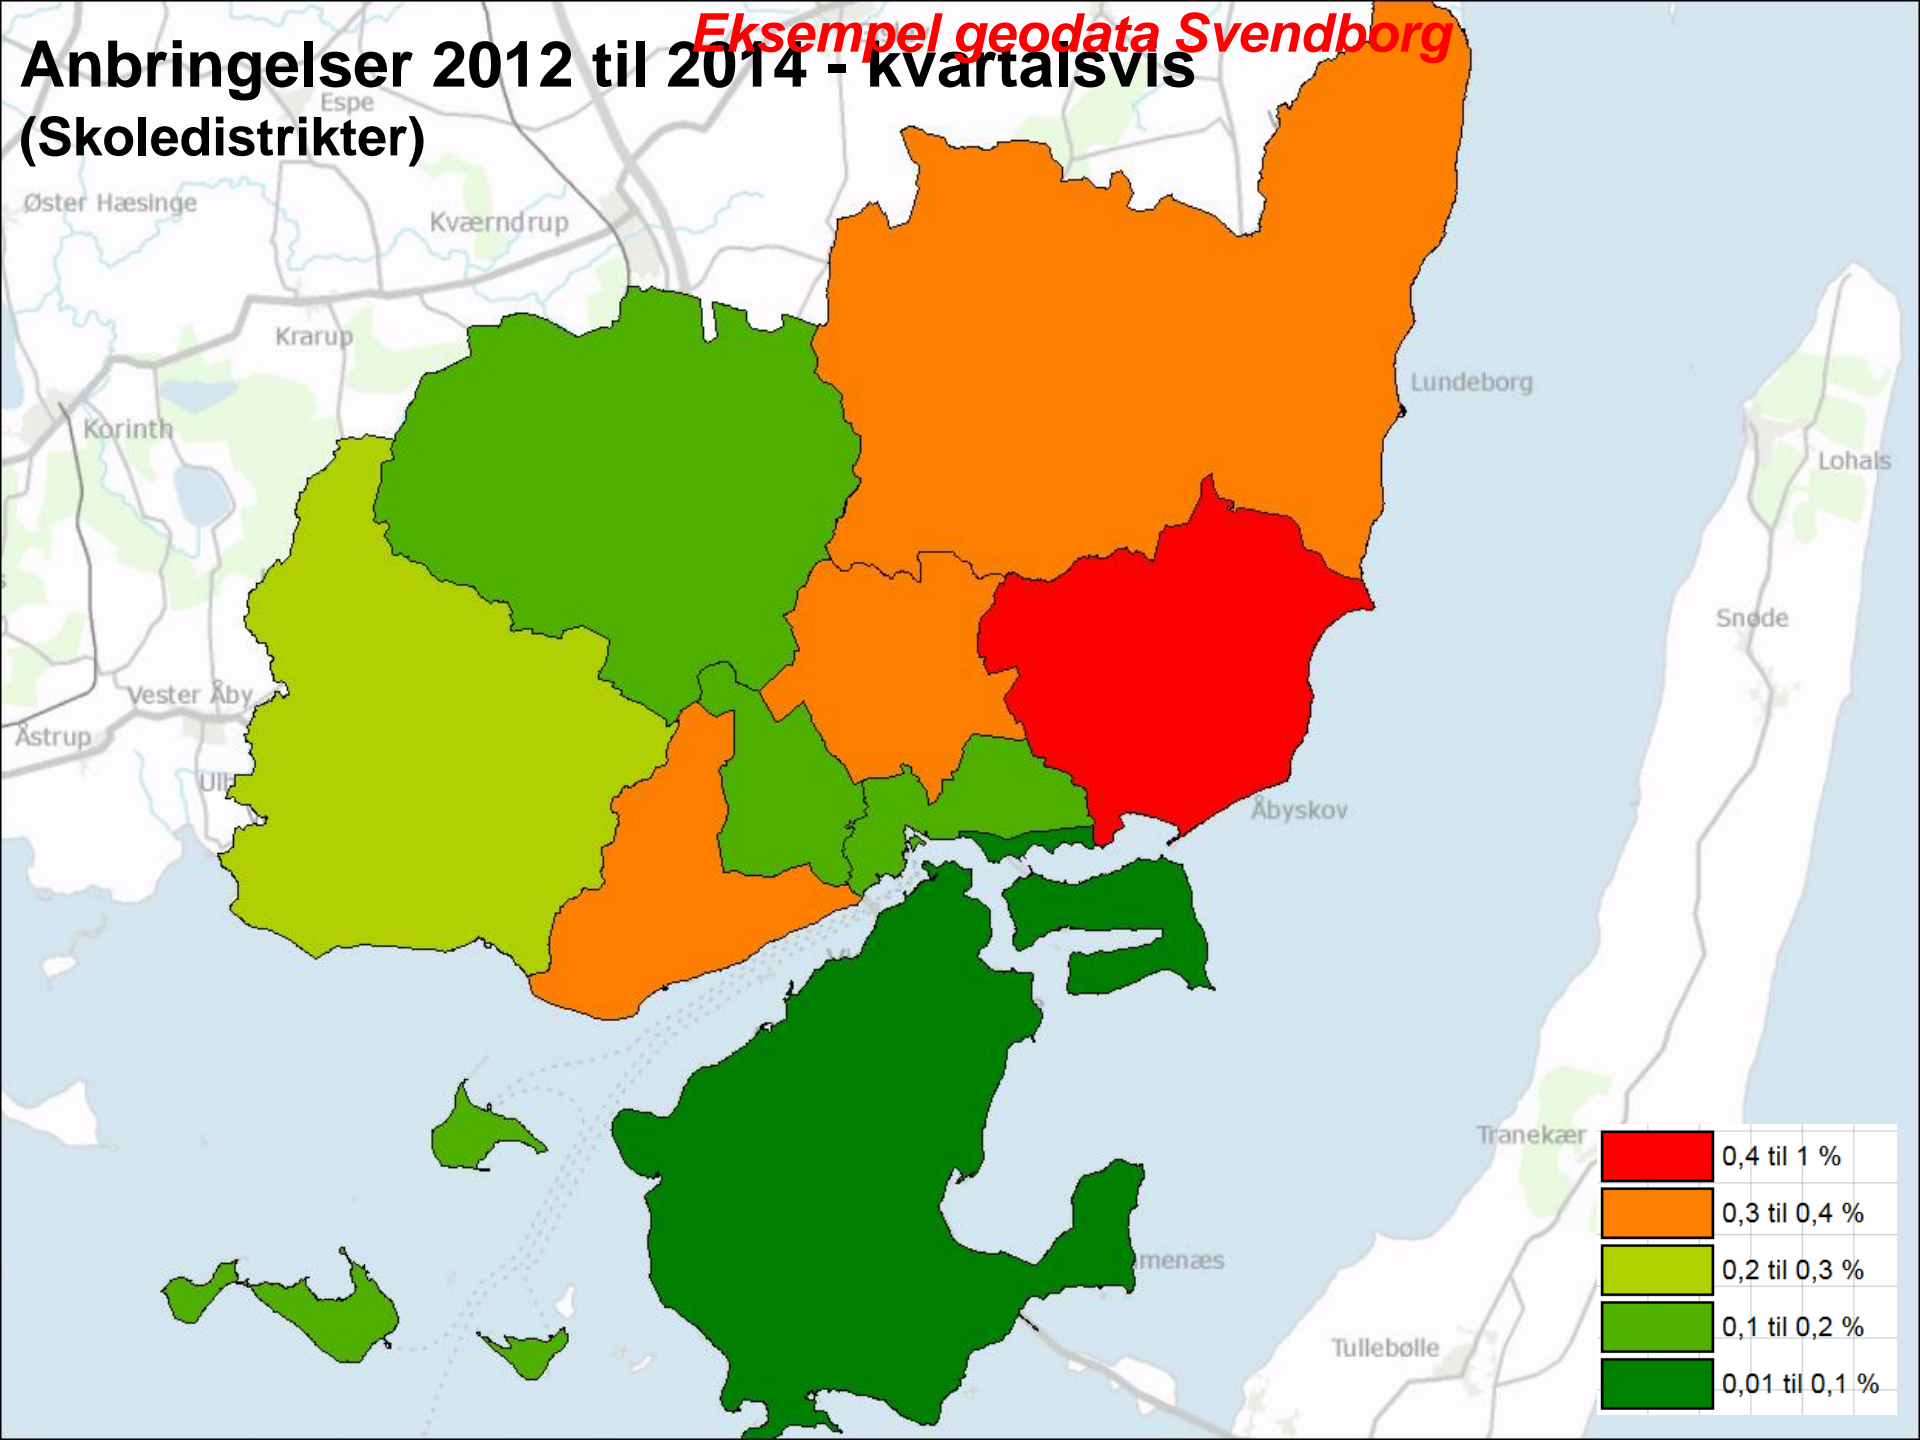 Eksempel geodata Svendborg
Anbringelser 2012 til 2014 - kvartalsvis
(Skoledistrikter)
Espe
Øster Hæsinge
Kværndrup
Krarup
Lundeborg
Korinth
Lohals
Snøde
Vester Åby
Åstrup
Åbyskov
Tranekær
menæs
Tullebølle
0,4 til 1 %
0,3 til 0,4 %
0,2 til 0,3 %
0,1 til 0,2 %
0,01 til 0,1 %